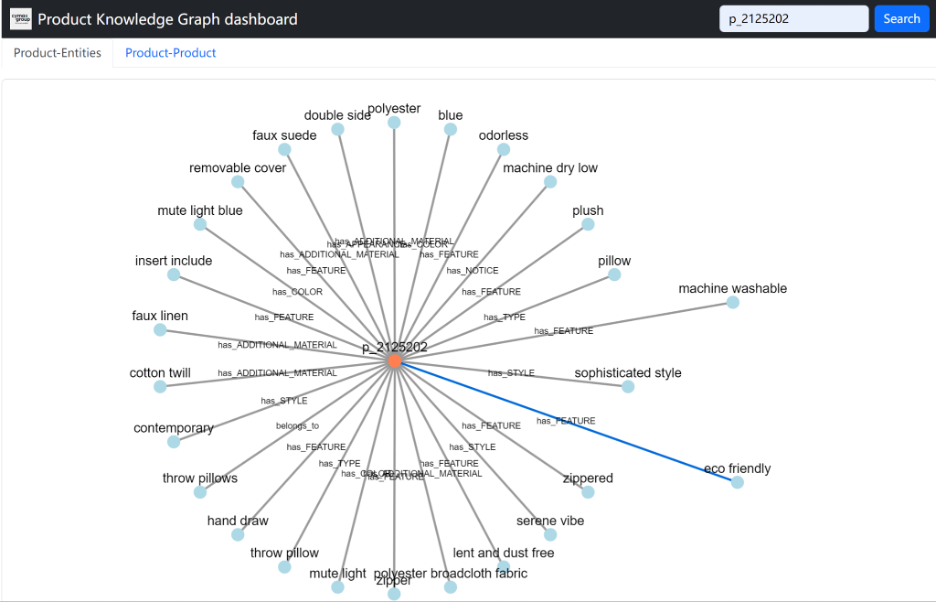 Product Knowledge Graph dashboard
p_2125202
Search
Product-Entities
Product-Product
polyester
double side
blue
faux suede
odorless
removable cover
machine dry low
mute light blue
plush
has_ADDITIONAL_MATERIAL
has_APPEARANCE
has_COLOR
has_ADDITIONAL_MATERIAL
has_FEATURE
insert include
pillow
has_FEATURE
has_NOTICE
machine washable
has_COLOR
has_FEATURE
faux linen
has_FEATURE
has_TYPE
has_FEATURE
has_ADDITIONAL_MATERIAL
p_2125202
cotton twill
has_ADDITIONAL_MATERIAL
has_STYLE
sophisticated style
has_STYLE
contemporary
belongs_to
has_FEATURE
has_FEATURE
has_FEATURE
has_STYLE
has_TYPE
has_FEATURE
eco friendly
throw pillows
has_COLOR
has_ADDITIONAL_MATERIAL
has_FEATURE
zippered
hand draw
serene vibe
throw pillow
lent and dust free
mute light
polyester broadcloth fabric
zipper